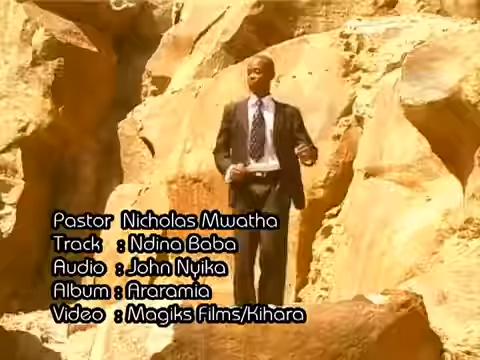 Pastor Nicholas Mwatha
Track : Ndina Baba
Audio : John Nyika
Album : Araramia
Video : Magiks Films/Kihara